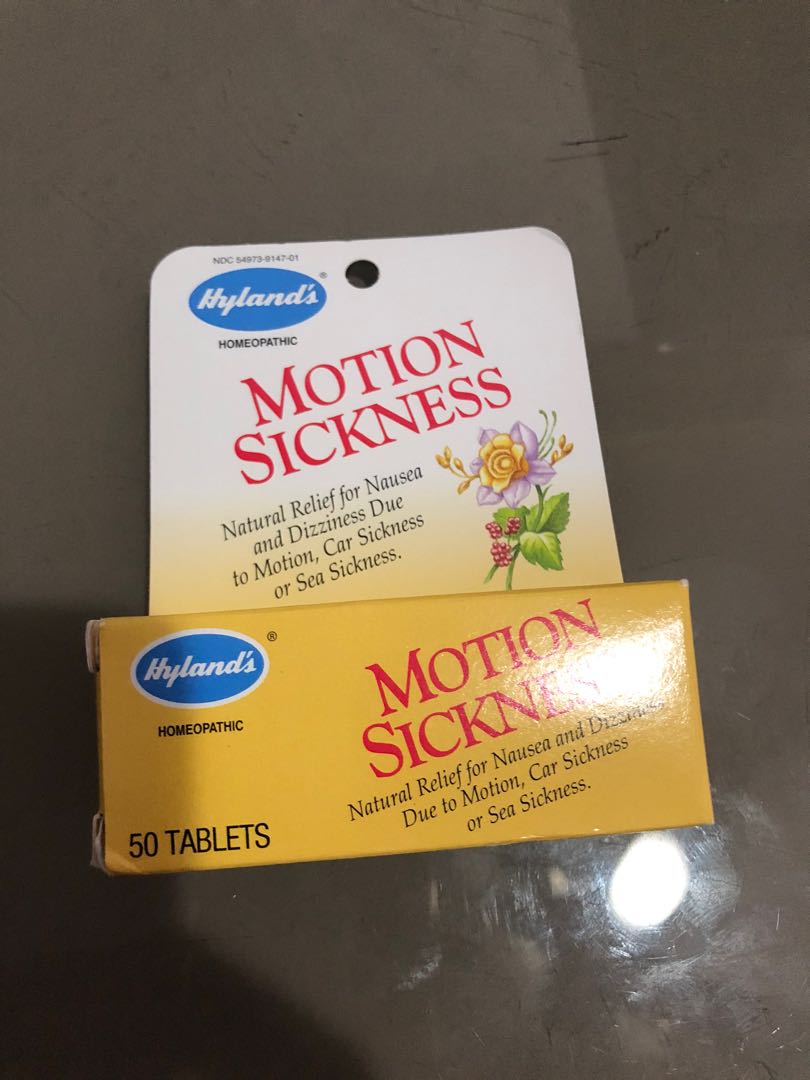 NDC 54973-9147-01
Hyland's ®
HOMEOPATHIC
MOTION
SICKNESS
Natural Relief for Nausea
and Dizziness Due
to Motion, Car Sickness
or Sea Sickness.
Hyland's ®
HOMEOPATHIC
50 TABLETS
MOTION
SICKNESS
Natural Relief for Nausea and Dizziness
Due to Motion, Car Sickness
or Sea Sickness.